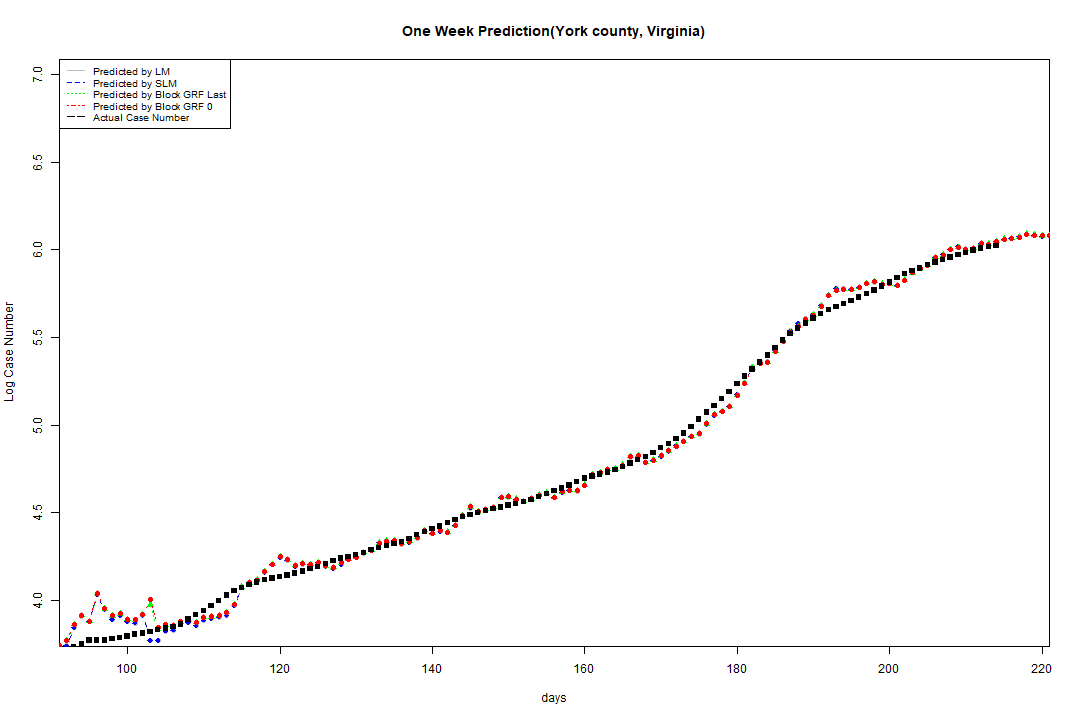 One Week Prediction(York county, Virginia)
Predicted by LM
Predicted by SLM
Predicted by Block GRF Last
Predicted by Block GRF 0
Actual Case Number
7.0
6.5
6.0
5.5
5.0
4.5
4.0
Log Case Number
100 120 140 160 180 200 220
days